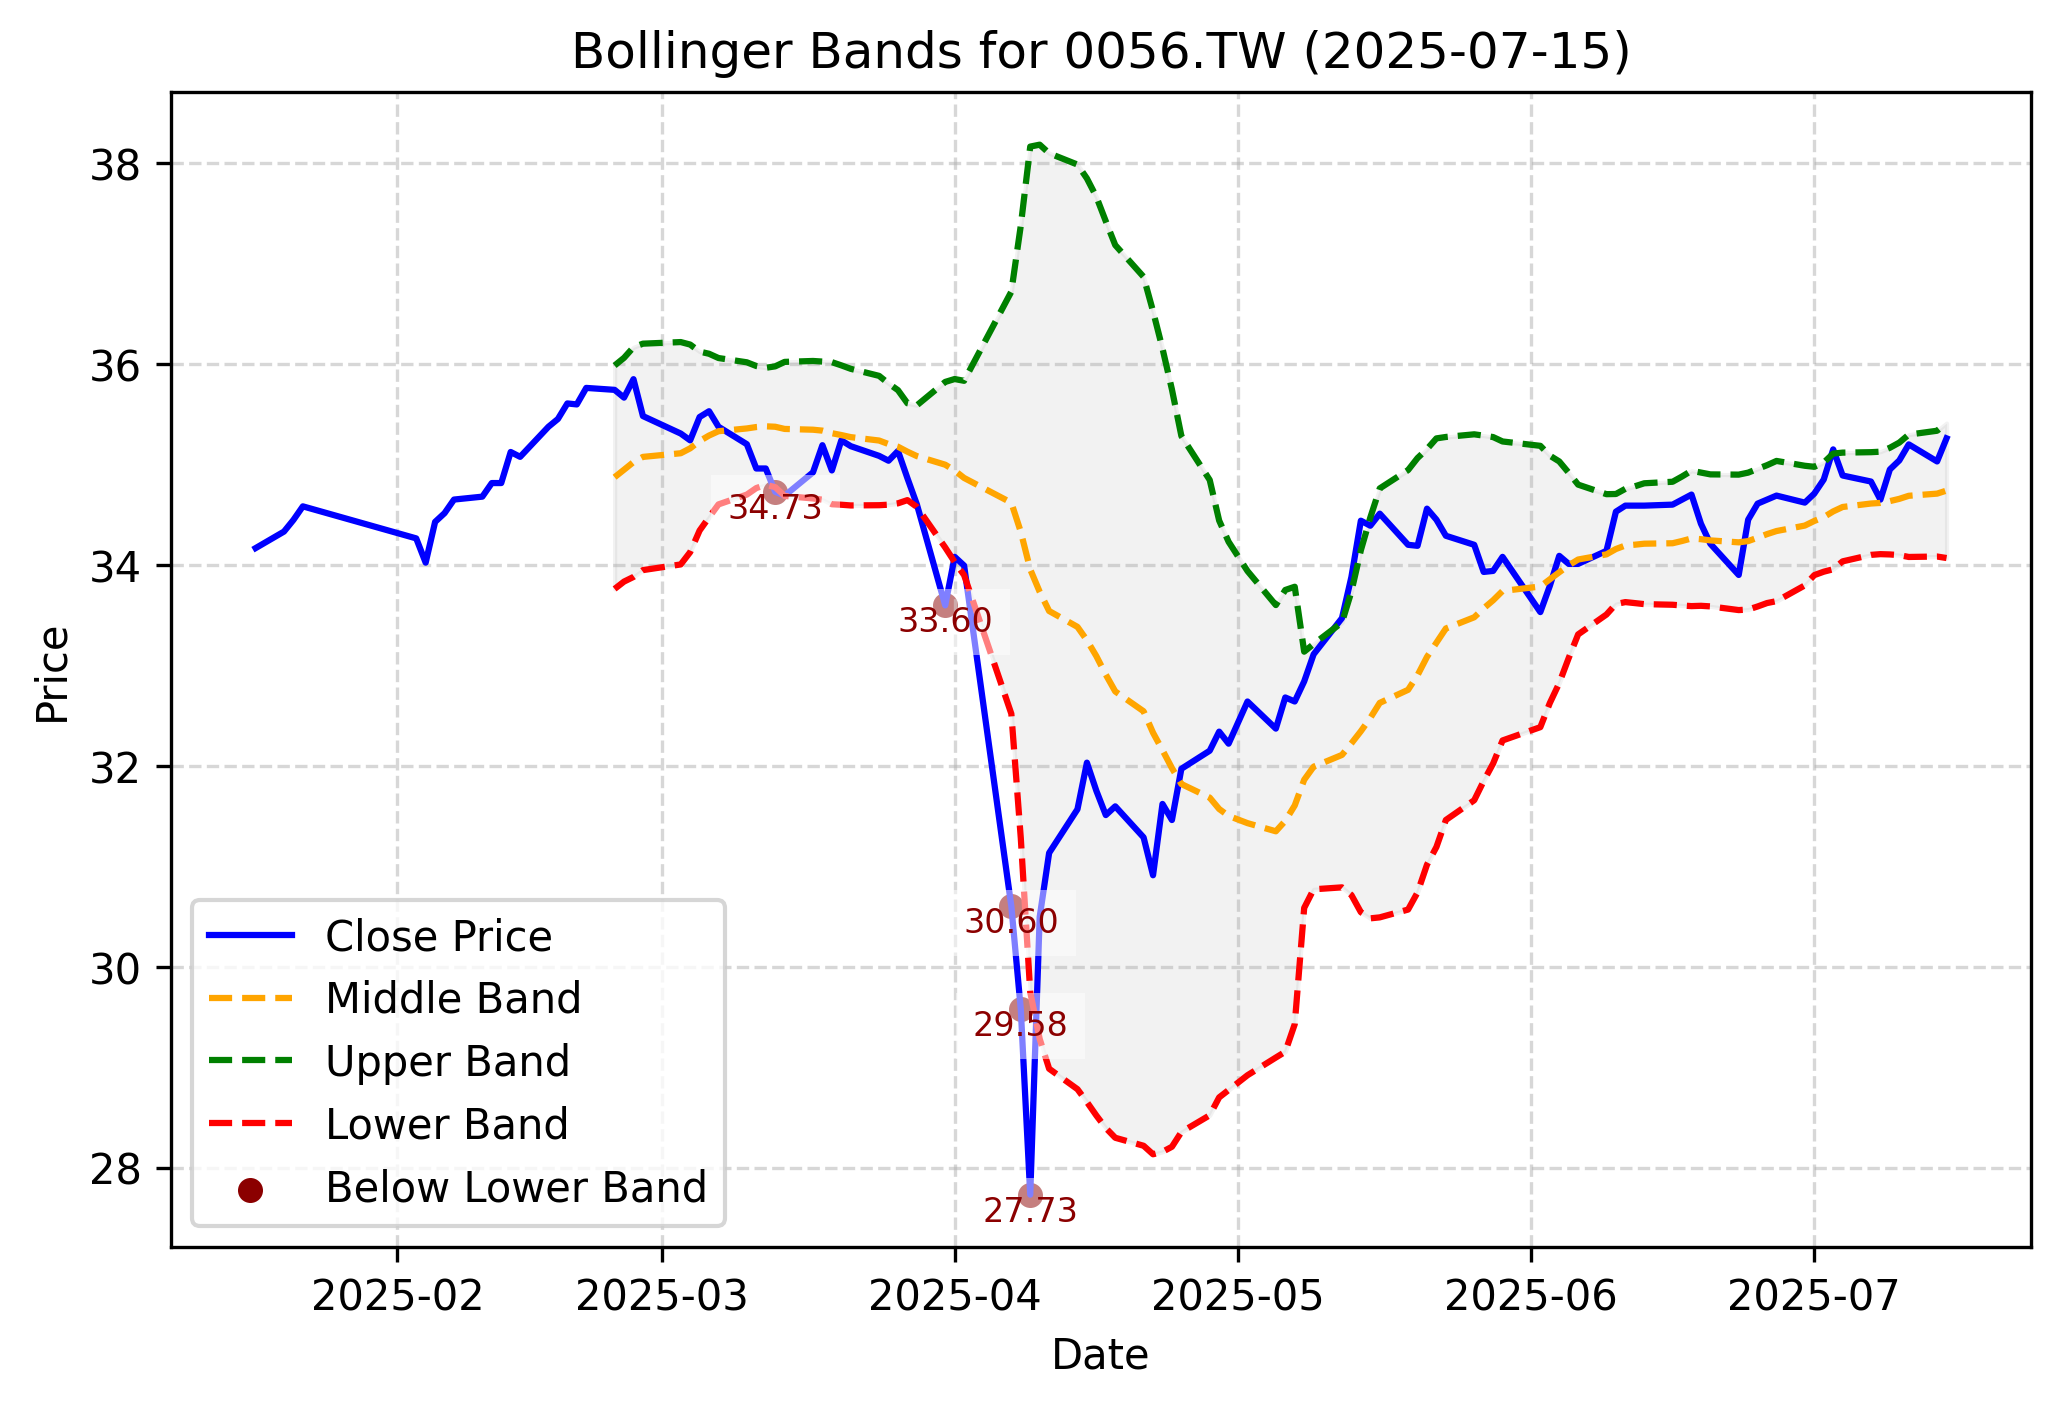 Bollinger Bands for 0056.TW (2025-07-15)
Price
38
36
34
32
30
28
34.73
33.60
30.60
29.58
27.73
Close Price
Middle Band
Upper Band
Lower Band
Below Lower Band
2025-02 2025-03 2025-04 2025-05 2025-06 2025-07
Date